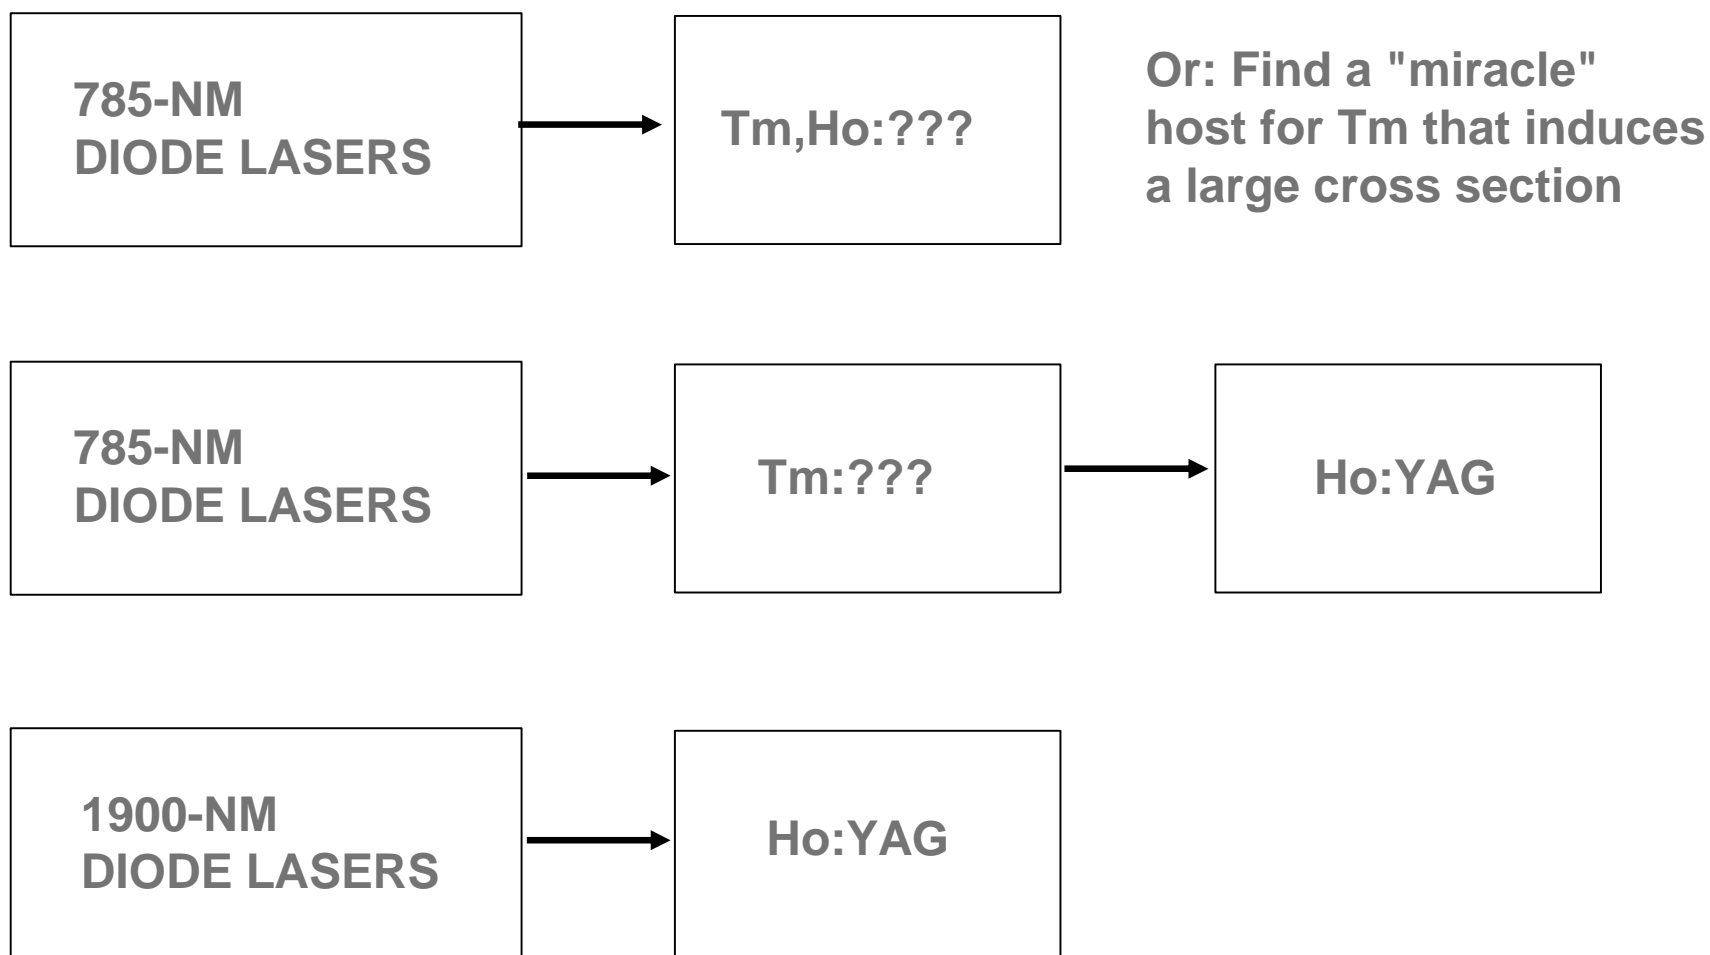 785-NM
DIODE LASERS
Tm,Ho:???
Or: Find a "miracle"
host for Tm that induces
a large cross section
785-NM
DIODE LASERS
Tm:???
Ho:YAG
1900-NM
DIODE LASERS
Ho:YAG